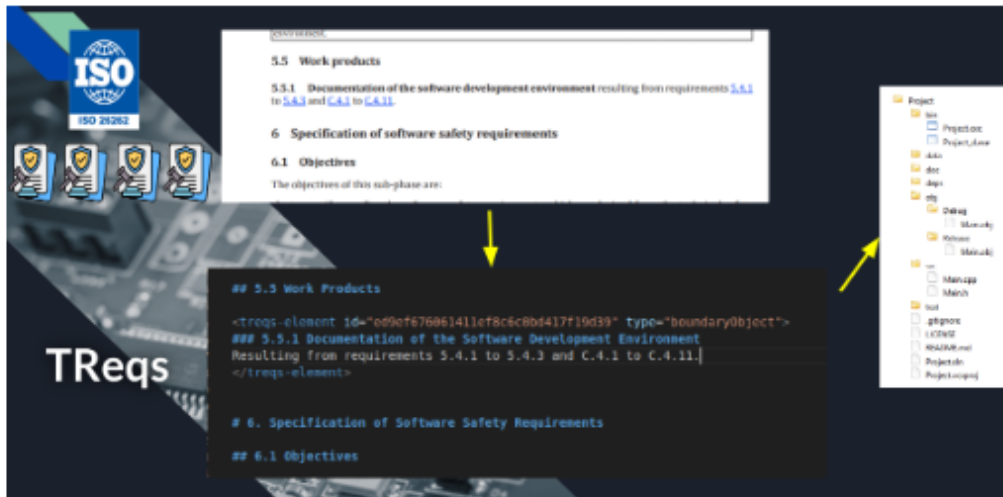 ISO
ISO 26262
environment.
5.5 Work products
5.5.1 Documentation of the software development environment resulting from requirements 5.4.1
to 5.4.3 and C.4.1 to C.4.11.
6 Specification of software safety requirements
6.1 Objectives
The objectives of this sub-phase are:
## 5.5 Work Products
<treqs-element id="ed9ef676061411ef8c6c0bd417f19d39" type="boundaryObject">
### 5.5.1 Documentation of the Software Development Environment
Resulting from requirements 5.4.1 to 5.4.3 and C.4.1 to C.4.11.
</treqs-element>
# 6. Specification of Software Safety Requirements
## 6.1 Objectives
TReqs
Project
bin
Project.exe
Project_d.exe
data
doc
deps
obj
Debug
Main.obj
Release
Main.obj
Main.cpp
Main.h
test
.gitignore
LICENSE
README.md
Project.sln
Project.vcxproj